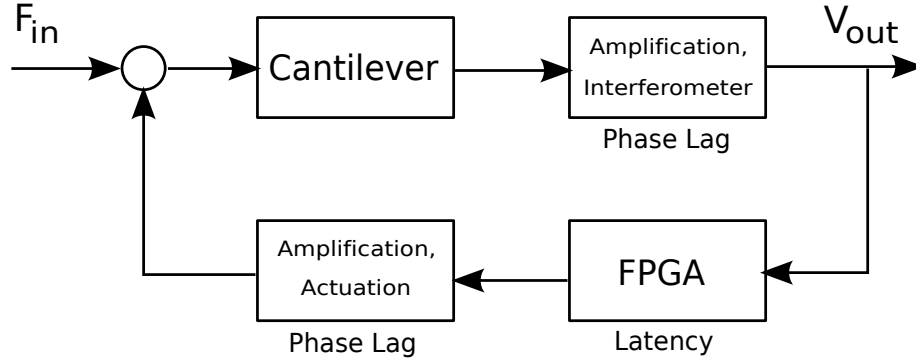 F_in
Cantilever
Amplification,
Interferometer
Phase Lag
V_out
Amplification,
Actuation
Phase Lag
FPGA
Latency